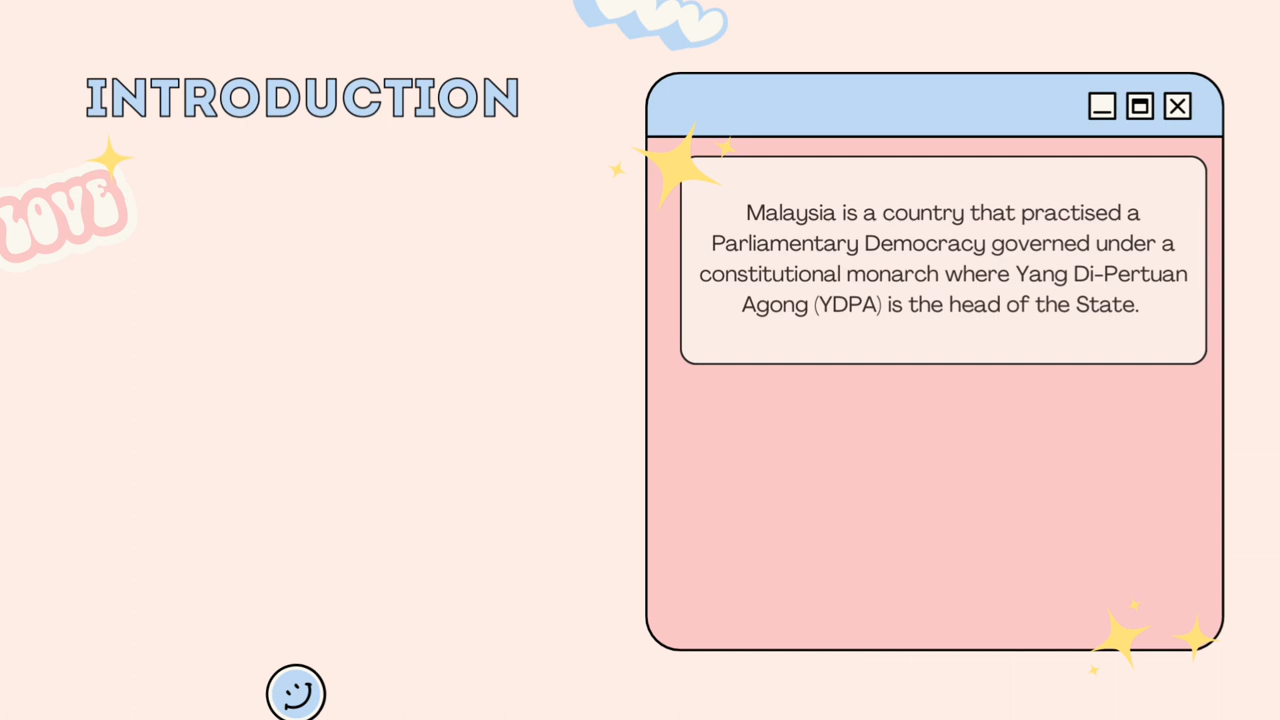 INTRODUCTION
LOVE
Malaysia is a country that practised a
Parliamentary Democracy governed under a
constitutional monarch where Yang Di-Pertuan
Agong (YDPA) is the head of the State.